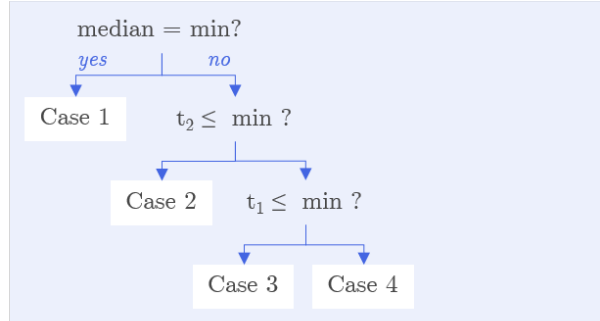 median = min?
yes no
Case 1 t₂ ≤ min ?
Case 2 t₁ ≤ min ?
Case 3 Case 4